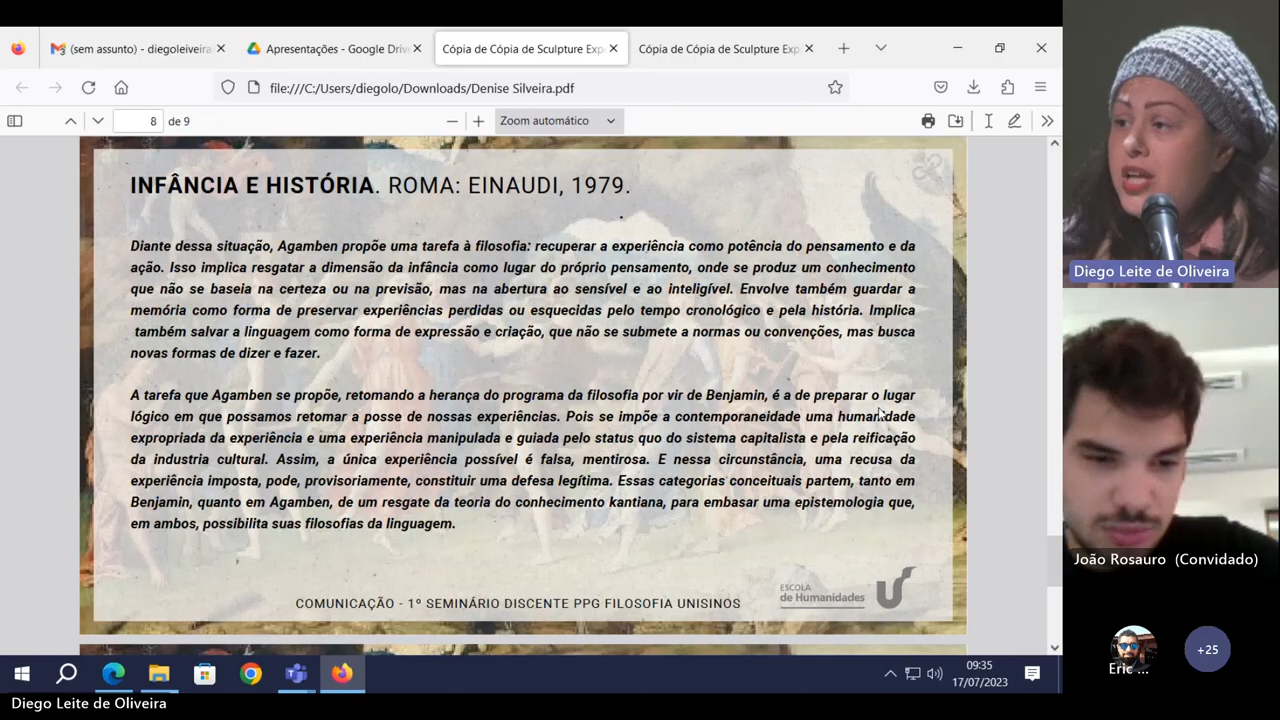 (sem assunto) - diegoleiveira
Apresentações - Google Driv
Cópia de Cópia de Sculpture Exp
Cópia de Cópia de Sculpture Exp
file:///C:/Users/diegolo/Downloads/Denise Silveira.pdf
8 de 9
Zoom automático
INFÂNCIA E HISTÓRIA. ROMA: EINAUDI, 1979.
.
Diante dessa situação, Agamben propõe uma tarefa à filosofia: recuperar a experiência como potência do pensamento e da
ação. Isso implica resgatar a dimensão da infância como lugar do próprio pensamento, onde se produz um conhecimento
que não se baseia na certeza ou na previsão, mas na abertura ao sensível e ao inteligível. Envolve também guardar a
memória como forma de preservar experiências perdidas ou esquecidas pelo tempo cronológico e pela história. Implica
também salvar a linguagem como forma de expressão e criação, que não se submete a normas ou convenções, mas busca
novas formas de dizer e fazer.
A tarefa que Agamben se propõe, retomando a herança do programa da filosofia por vir de Benjamin, é a de preparar o lugar
lógico em que possamos retomar a posse de nossas experiências. Pois se impõe a contemporaneidade uma humanidade
expropriada da experiência e uma experiência manipulada e guiada pelo status quo do sistema capitalista e pela reificação
da industria cultural. Assim, a única experiência possível é falsa, mentirosa. E nessa circunstância, uma recusa da
experiência imposta, pode, provisoriamente, constituir uma defesa legítima. Essas categorias conceituais partem, tanto em
Benjamin, quanto em Agamben, de um resgate da teoria do conhecimento kantiana, para embasar uma epistemologia que,
em ambos, possibilita suas filosofias da linguagem.
COMUNICAÇÃO - 1º SEMINÁRIO DISCENTE PPG FILOSOFIA UNISINOS
ESCOLA
de Humanidades
09:35
17/07/2023
Diego Leite de Oliveira
Diego Leite de Oliveira
João Rosauro (Convidado)
Eric ...
+25